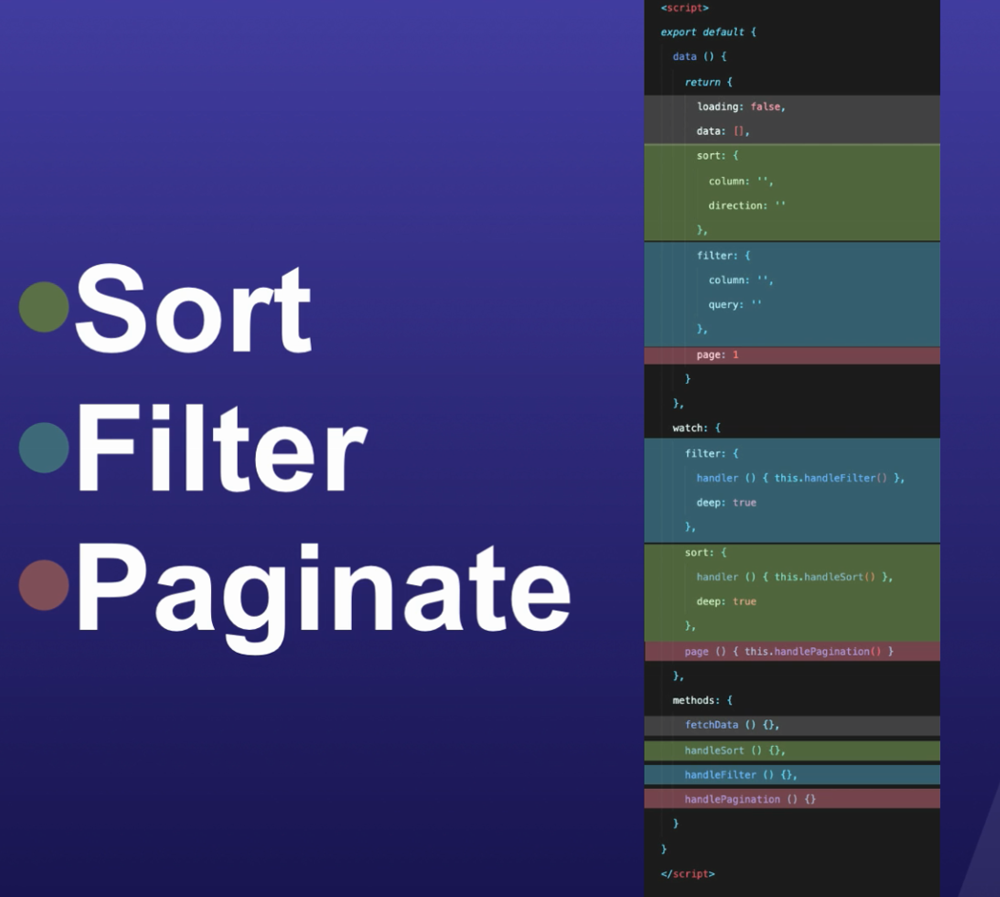 Sort
Filter
Paginate
<script>
export default {
data () {
return {
loading: false,
data: [],
sort: {
column: '',
direction: ''
},
filter: {
column: '',
query: ''
},
page: 1
}
},
watch: {
filter: {
handler () { this.handleFilter() },
deep: true
},
sort: {
handler () { this.handleSort() },
deep: true
},
page () { this.handlePagination() }
},
methods: {
fetchData () {},
handleSort () {},
handleFilter () {},
handlePagination () {}
}
}
</script>